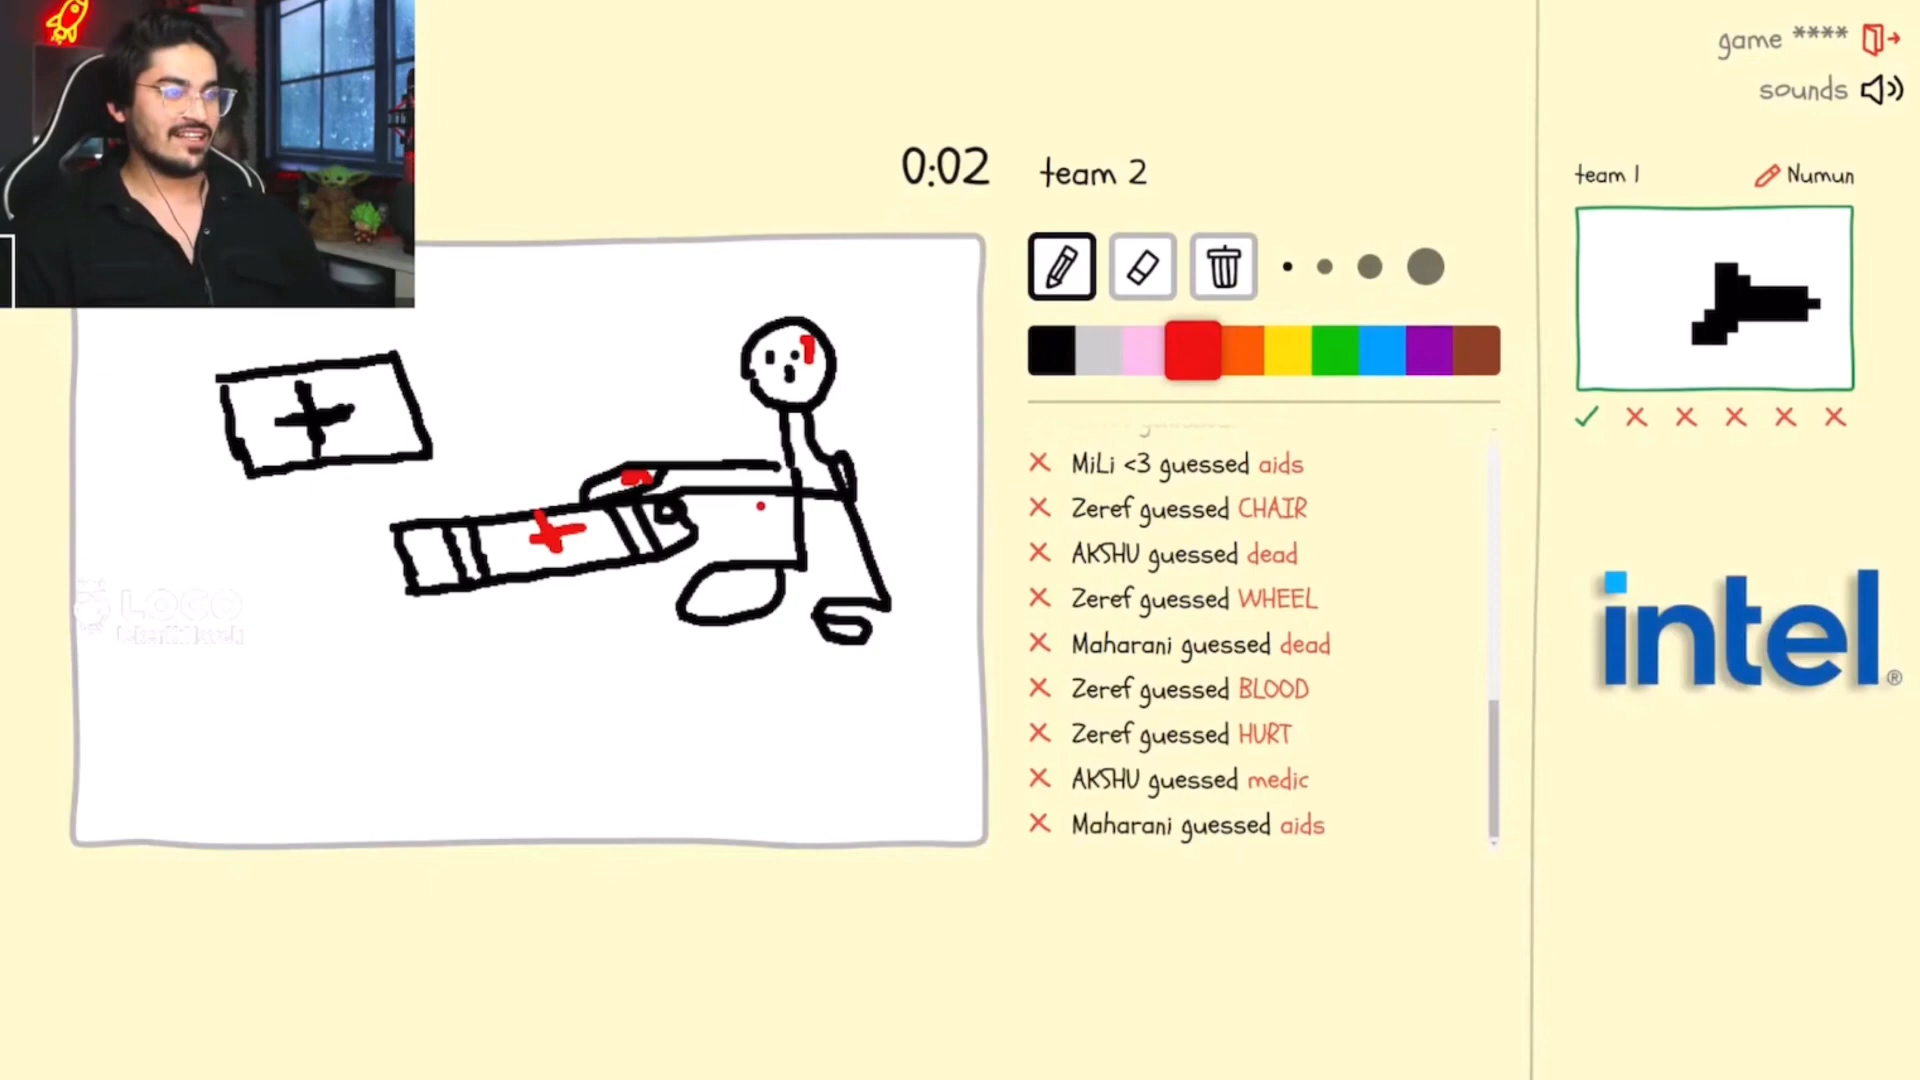 game ****
sounds
0:02
team 2
team 1
Numun
MiLi <3 guessed aids
Zeref guessed CHAIR
AKSHU guessed dead
Zeref guessed WHEEL
Maharani guessed dead
Zeref guessed BLOOD
Zeref guessed HURT
AKSHU guessed medic
Maharani guessed aids
LOCO
intel®